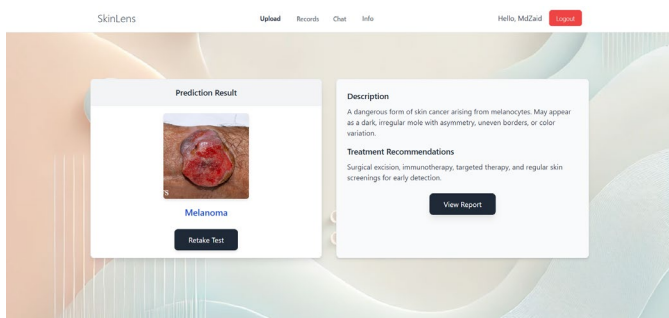 SkinLens
Upload
Records
Chat
Info
Hello, MdZaid
Logout
Prediction Result
Melanoma
Retake Test
Description
A dangerous form of skin cancer arising from melanocytes. May appear
as a dark, irregular mole with asymmetry, uneven borders, or color
variation.
Treatment Recommendations
Surgical excision, immunotherapy, targeted therapy, and regular skin
screenings for early detection.
View Report